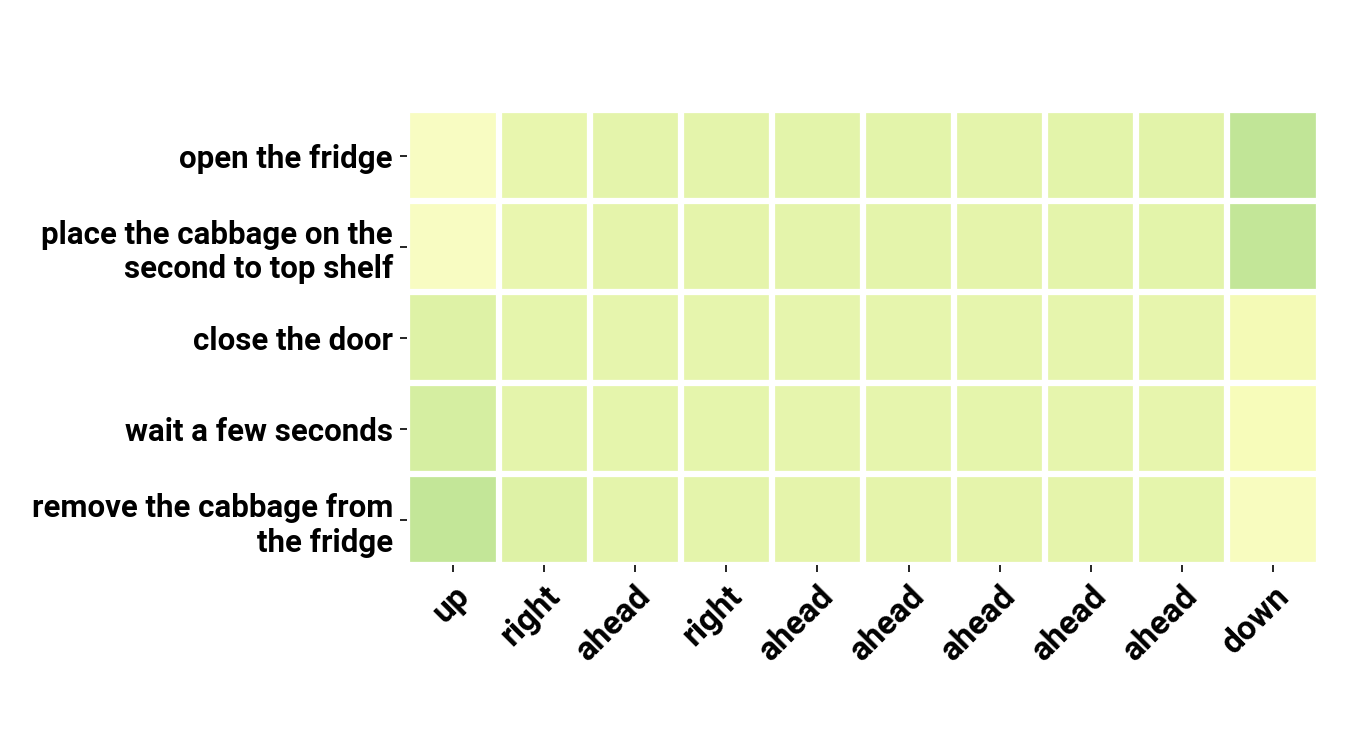 open the fridge
place the cabbage on the
second to top shelf
close the door
wait a few seconds
remove the cabbage from
the fridge
up
right
ahead
right
ahead
ahead
ahead
ahead
ahead
down